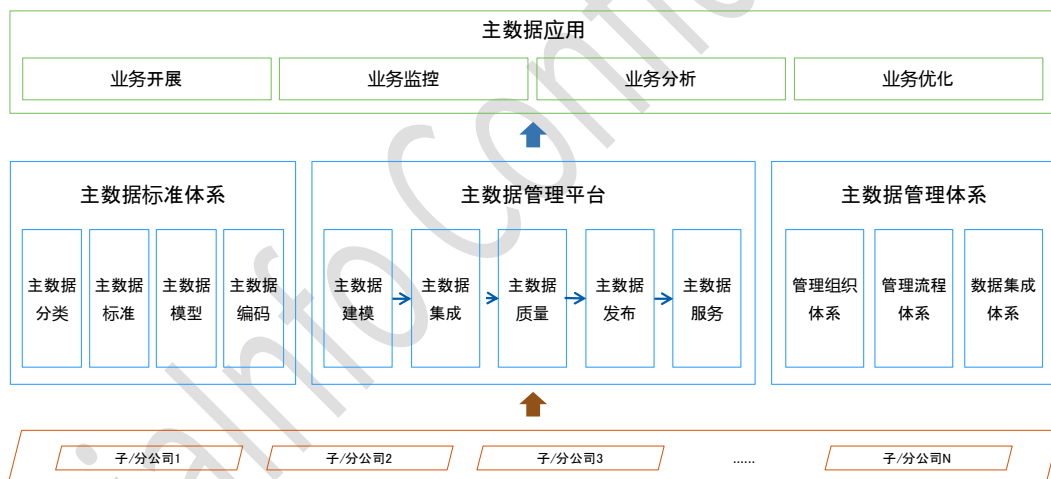 主数据应用
业务开展
业务监控
业务分析
业务优化
主数据标准体系
主数据
分类
主数据
标准
主数据
模型
主数据
编码
主数据管理平台
主数据
建模
主数据
集成
主数据
质量
主数据
发布
主数据
服务
主数据管理体系
管理组织
体系
管理流程
体系
数据集成
体系
子/分公司1
子/分公司2
子/分公司3
......
子/分公司N